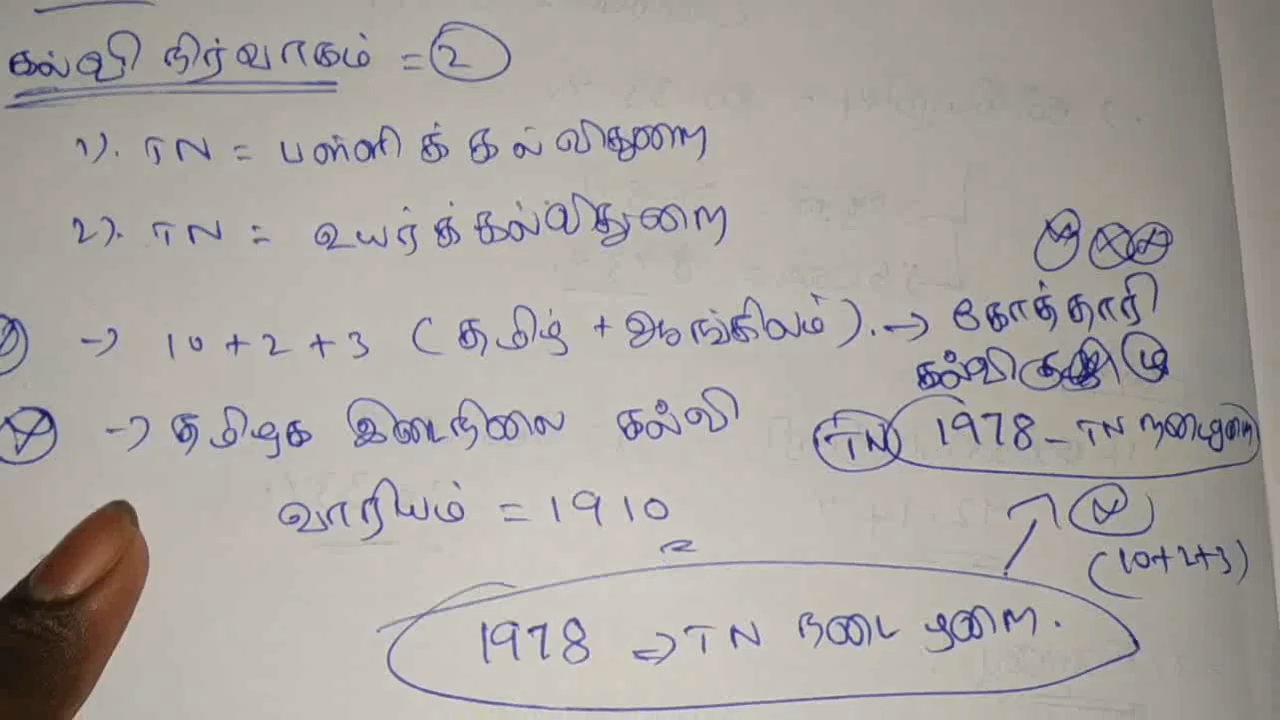 கல்வி நிர்வாகம் = 2
1). TN = பள்ளிக் கல்விதுறை
2). TN = உயர்க்கல்விதுறை
→ 10+2+3 (தமிழ் + ஆங்கிலம்). → கோத்தாரி
கல்வி குழு
→ தமிழக இடைநிலை கல்வி
TN 1978 - TN நடைமுறை
வாரியம் = 1910
(10+2+3)
1978 ⇒ TN நடை முறை.